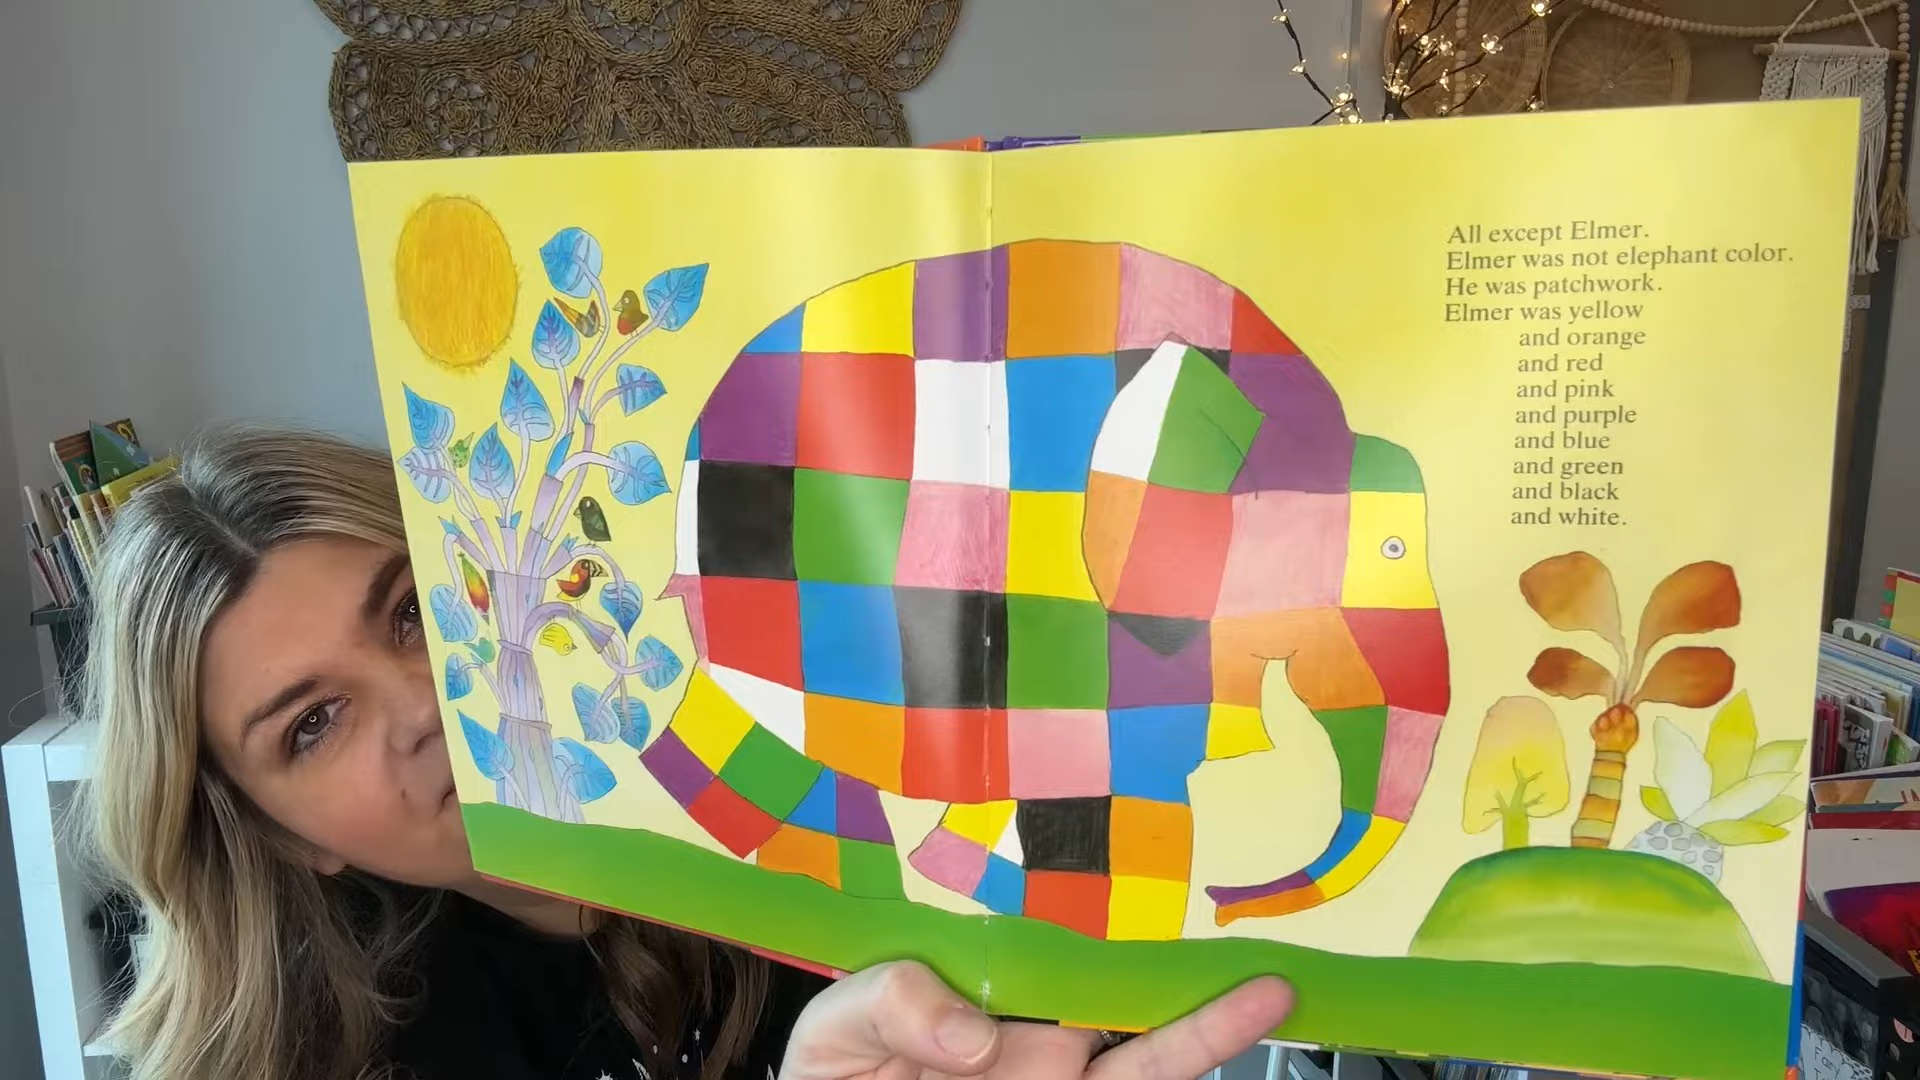 All except Elmer.
Elmer was not elephant color.
He was patchwork.
Elmer was yellow
and orange
and red
and pink
and purple
and blue
and green
and black
and white.